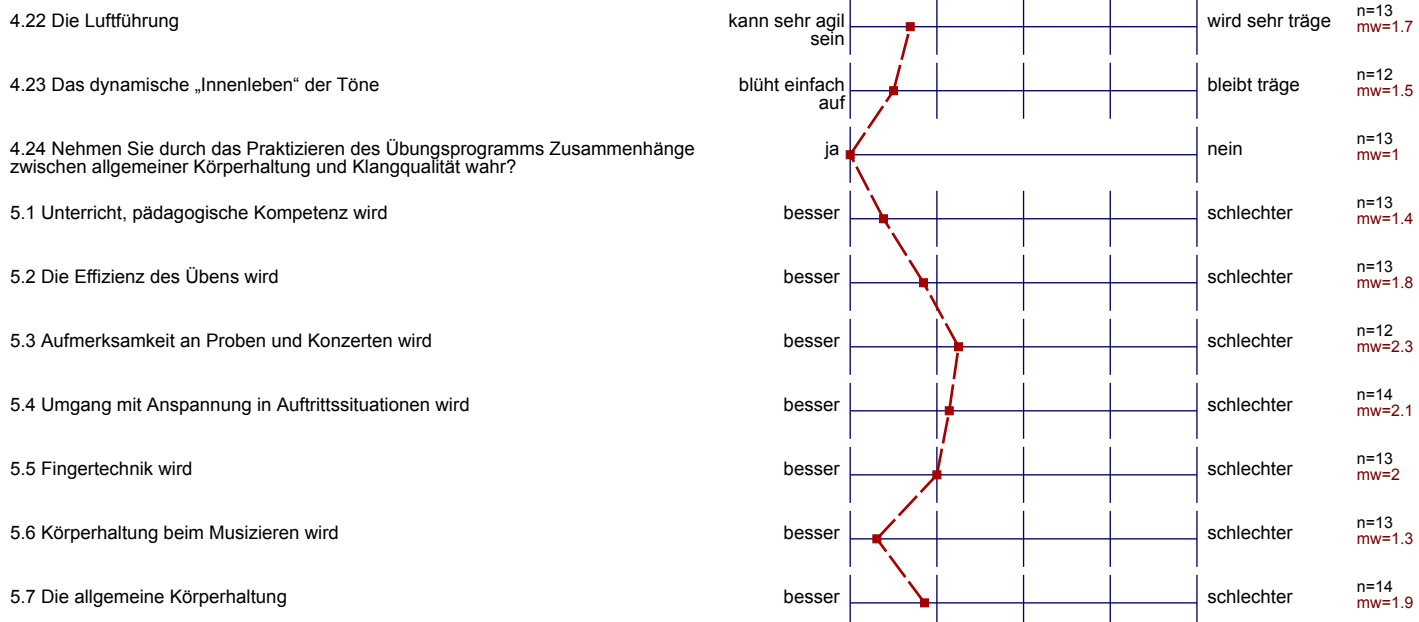 4.22 Die Luftführung kann sehr agil sein wird sehr träge n=13
mw=1.7
4.23 Das dynamische „Innenleben“ der Töne blüht einfach auf bleibt träge n=12
mw=1.5
4.24 Nehmen Sie durch das Praktizieren des Übungsprogramms Zusammenhänge
zwischen allgemeiner Körperhaltung und Klangqualität wahr?
ja nein n=13
mw=1
5.1 Unterricht, pädagogische Kompetenz wird besser schlechter n=13
mw=1.4
5.2 Die Effizienz des Übens wird besser schlechter n=13
mw=1.8
5.3 Aufmerksamkeit an Proben und Konzerten wird besser schlechter n=12
mw=2.3
5.4 Umgang mit Anspannung in Auftrittssituationen wird besser schlechter n=14
mw=2.1
5.5 Fingertechnik wird besser schlechter n=13
mw=2
5.6 Körperhaltung beim Musizieren wird besser schlechter n=13
mw=1.3
5.7 Die allgemeine Körperhaltung besser schlechter n=14
mw=1.9